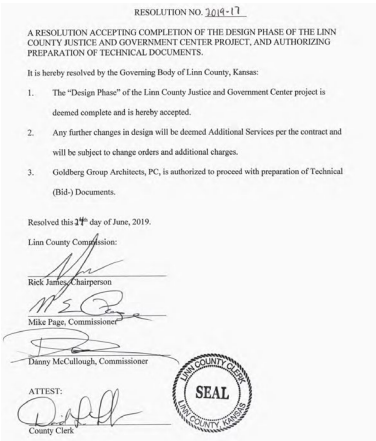 RESOLUTION NO. 2019-17
A RESOLUTION ACCEPTING COMPLETION OF THE DESIGN PHASE OF THE LINN
COUNTY JUSTICE AND GOVERNMENT CENTER PROJECT, AND AUTHORIZING
PREPARATION OF TECHNICAL DOCUMENTS.
It is hereby resolved by the Governing Body of Linn County, Kansas:
1. The “Design Phase” of the Linn County Justice and Government Center project is
deemed complete and is hereby accepted.
2. Any further changes in design will be deemed Additional Services per the contract and
will be subject to change orders and additional charges.
3. Goldberg Group Architects, PC, is authorized to proceed with preparation of Technical
(Bid-) Documents.
Resolved this 24th day of June, 2019.
Linn County Commission:
Rick James, Chairperson
Mike Page, Commissioner
Danny McCullough, Commissioner
ATTEST:
County Clerk
LINN COUNTY CLERK
SEAL
LINN COUNTY, KANSAS